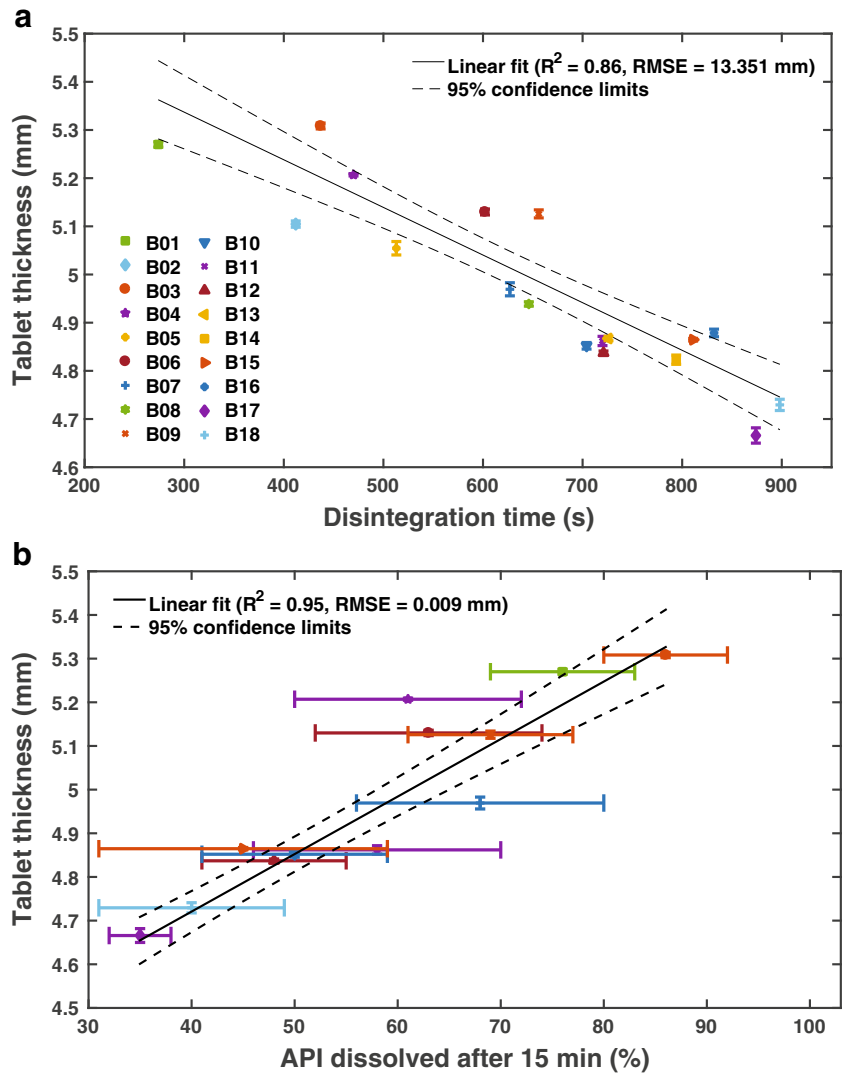 a
5.5
5.4
5.3
5.2
5.1
5
4.9
4.8
4.7
4.6
Tablet thickness (mm)
Linear fit (R² = 0.86, RMSE = 13.351 mm)
95% confidence limits
B01 B10
B02 B11
B03 B12
B04 B13
B05 B14
B06 B15
B07 B16
B08 B17
B09 B18
200 300 400 500 600 700 800 900
Disintegration time (s)
b
5.5
5.4
5.3
5.2
5.1
5
4.9
4.8
4.7
4.6
4.5
Tablet thickness (mm)
Linear fit (R² = 0.95, RMSE = 0.009 mm)
95% confidence limits
30 40 50 60 70 80 90 100
API dissolved after 15 min (%)